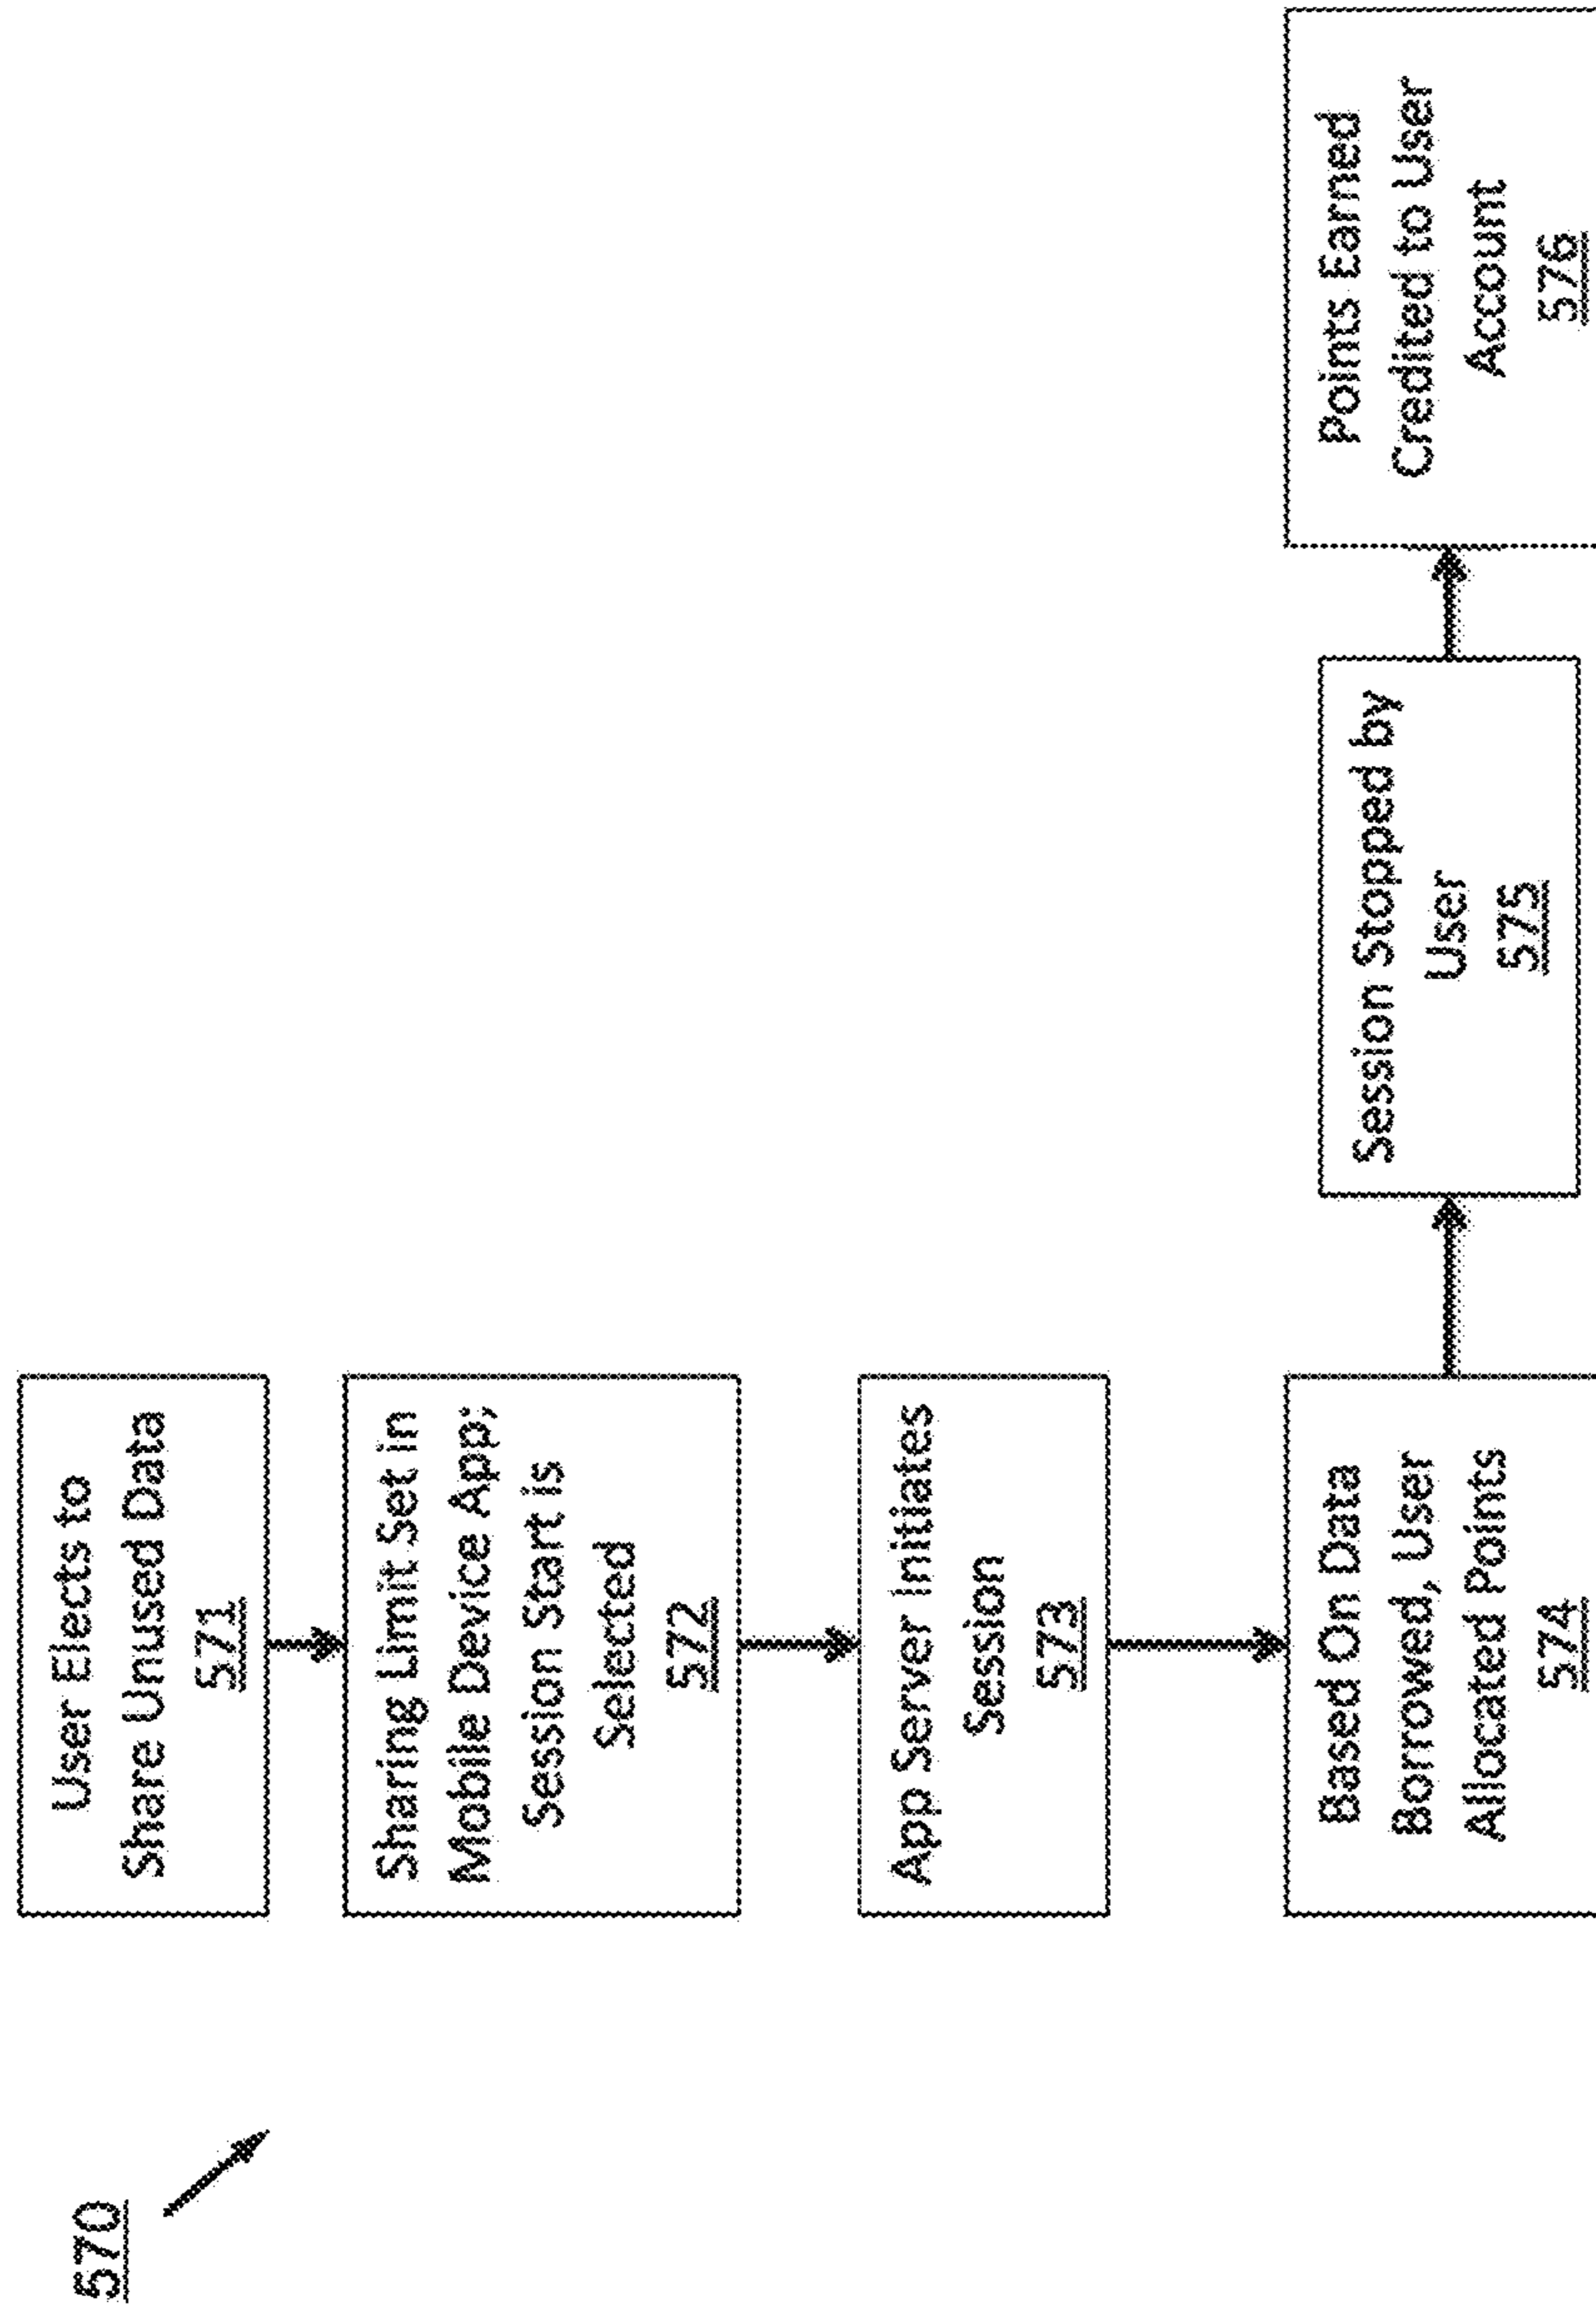 570
User Elects to
Share Unused Data
571
Sharing Limit Set in
Mobile Device App;
Session Start is
Selected
572
App Server Initiates
Session
573
Based On Data
Borrowed, User
Allocated Points
574
Session Stopped by
User
575
Points Earned
Credited to User
Account
576